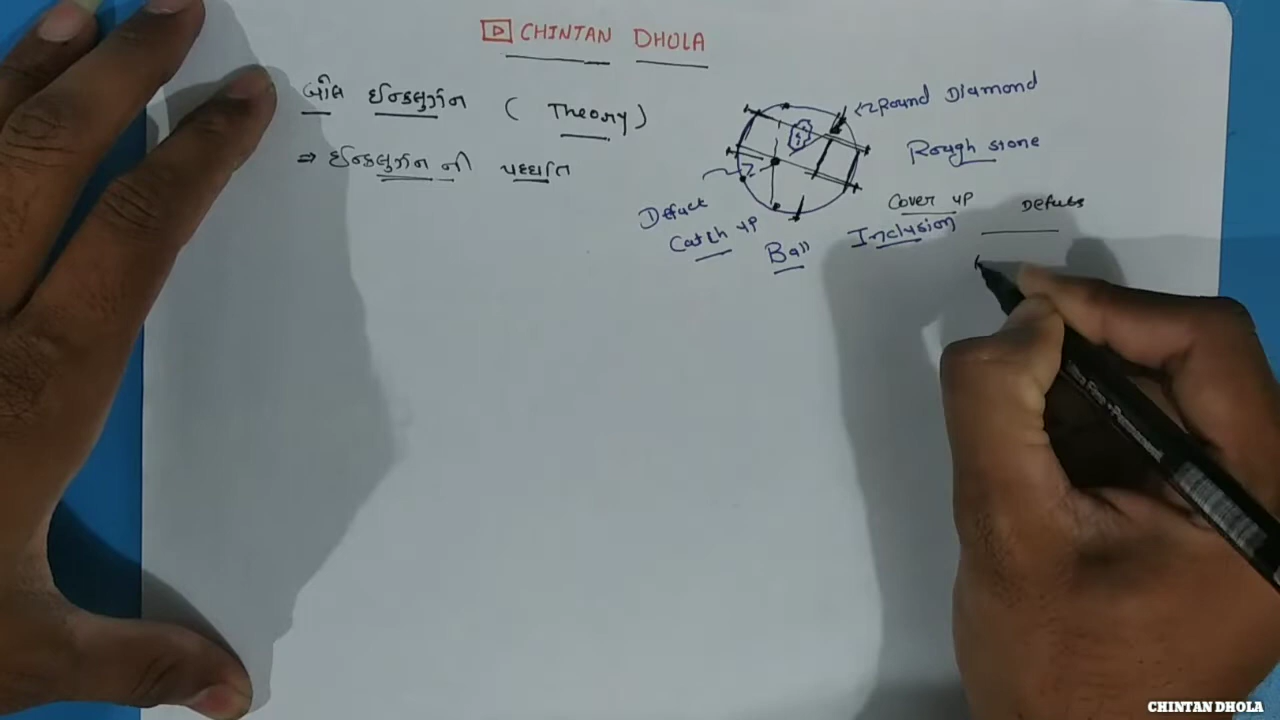 CHINTAN DHOLA
બીબિ ઈન્કલુઝન ( Theory )
⇒ ઈન્કલુઝન ની પધ્ધતિ
Round Diamond
Rough stone
Cover up Defects
Defect
Catch up Ball Inclusion
CHINTAN DHOLA